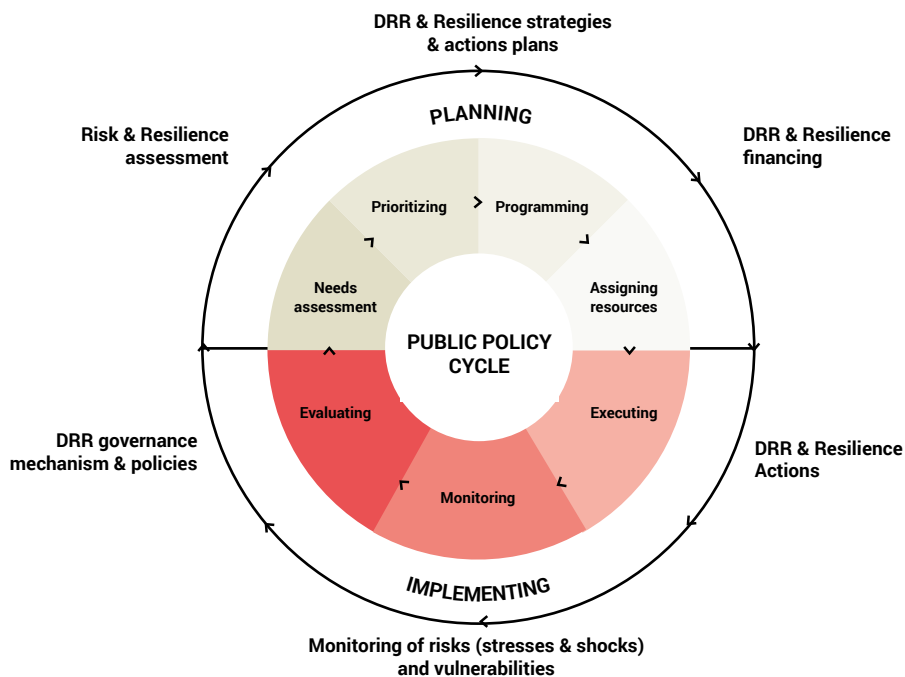 DRR & Resilience strategies
& actions plans
PLANNING
Risk & Resilience
assessment
DRR & Resilience
financing
Prioritizing
Programming
Needs
assessment
Assigning
resources
PUBLIC POLICY
CYCLE
Evaluating
Executing
DRR governance
mechanism & policies
DRR & Resilience
Actions
Monitoring
IMPLEMENTING
Monitoring of risks (stresses & shocks)
and vulnerabilities